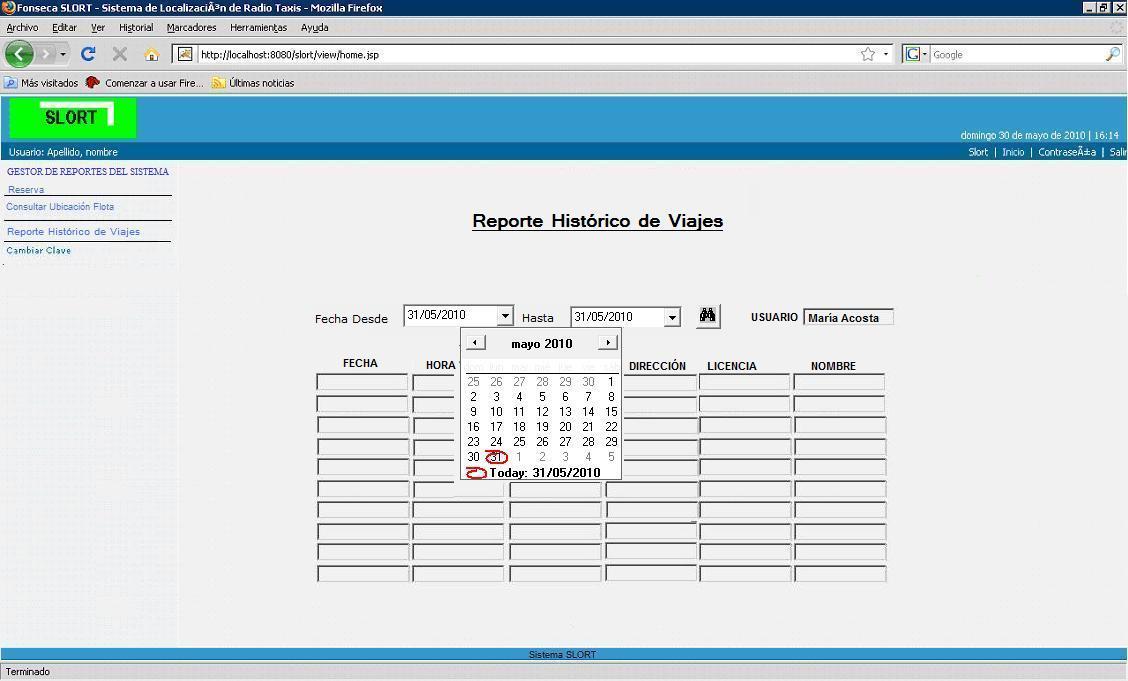 Fonseca SLORT - Sistema de LocalizaciÃ³n de Radio Taxis - Mozilla Firefox
Archivo Editar Ver Historial Marcadores Herramientas Ayuda
http://localhost:8080/slort/view/home.jsp
Google
Más visitados Comenzar a usar Fire... Últimas noticias
SLORT
domingo 30 de mayo de 2010 | 16:14
Usuario: Apellido, nombre
Slort | Inicio | ContraseÃ±a | Salir
GESTOR DE REPORTES DEL SISTEMA
Reserva
Consultar Ubicación Flota
Reporte Histórico de Viajes
Cambiar Clave
Reporte Histórico de Viajes
Fecha Desde 31/05/2010 Hasta 31/05/2010 USUARIO María Acosta
FECHA HORA DIRECCIÓN LICENCIA NOMBRE
mayo 2010
25 26 27 28 29 30 1
2 3 4 5 6 7 8
9 10 11 12 13 14 15
16 17 18 19 20 21 22
23 24 25 26 27 28 29
30 31 1 2 3 4 5
Today: 31/05/2010
Sistema SLORT
Terminado